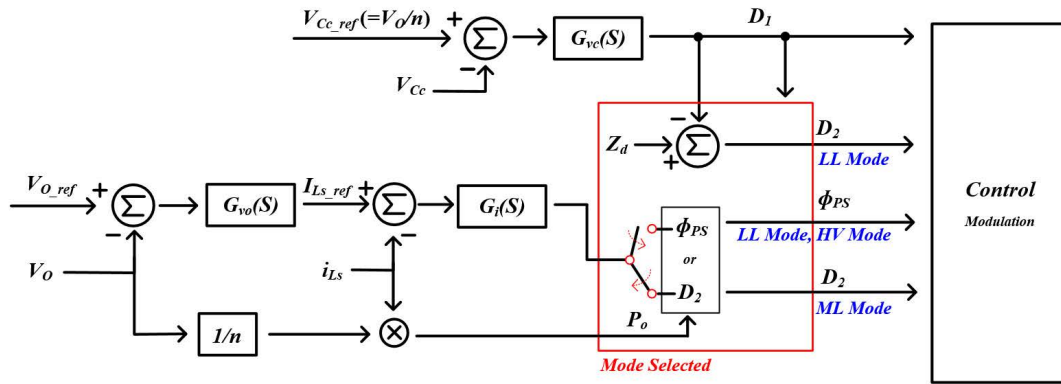 V_Cc_ref(=V_O/n)
+
Σ
−
V_Cc
G_vc(S)
D_1
−
Z_d
+
Σ
D_2
LL Mode
V_O_ref
+
Σ
−
G_vo(S)
I_Ls_ref
+
Σ
−
G_i(S)
ϕ_PS
or
D_2
ϕ_PS
LL Mode, HV Mode
D_2
ML Mode
V_O
i_Ls
1/n
×
P_o
Mode Selected
Control
Modulation